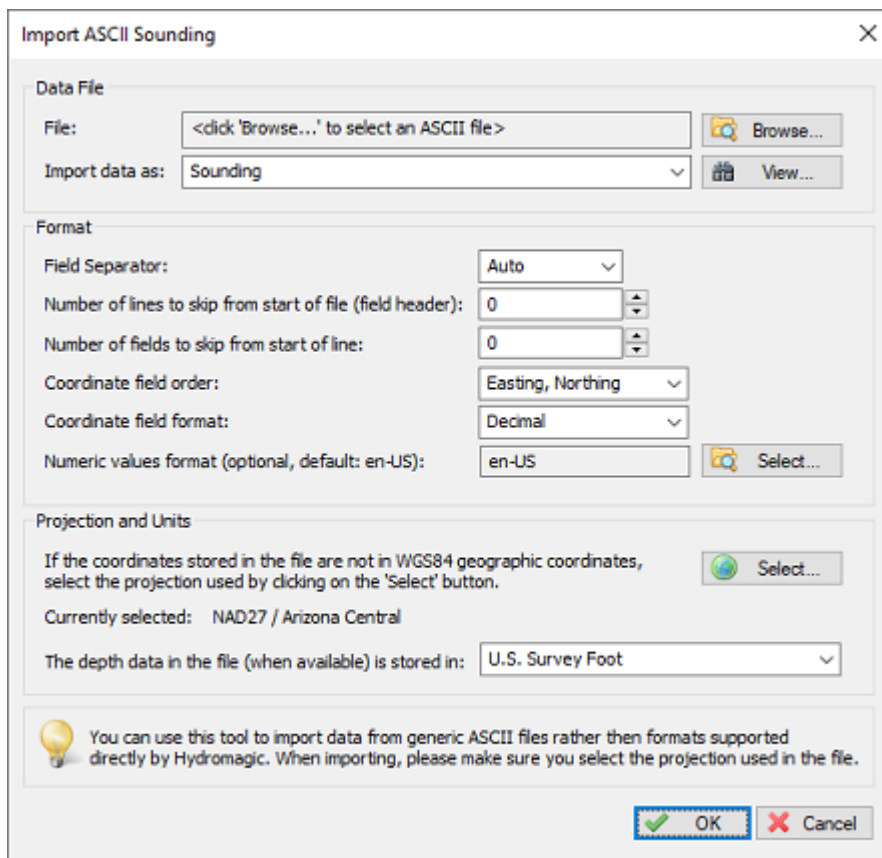 Import ASCII Sounding
Data File
File: <click 'Browse...' to select an ASCII file> Browse...
Import data as: Sounding View...
Format
Field Separator: Auto
Number of lines to skip from start of file (field header): 0
Number of fields to skip from start of line: 0
Coordinate field order: Easting, Northing
Coordinate field format: Decimal
Numeric values format (optional, default: en-US): en-US Select...
Projection and Units
If the coordinates stored in the file are not in WGS84 geographic coordinates,
select the projection used by clicking on the 'Select' button.
Select...
Currently selected: NAD27 / Arizona Central
The depth data in the file (when available) is stored in: U.S. Survey Foot
You can use this tool to import data from generic ASCII files rather then formats supported
directly by Hydromagic. When importing, please make sure you select the projection used in the file.
OK Cancel